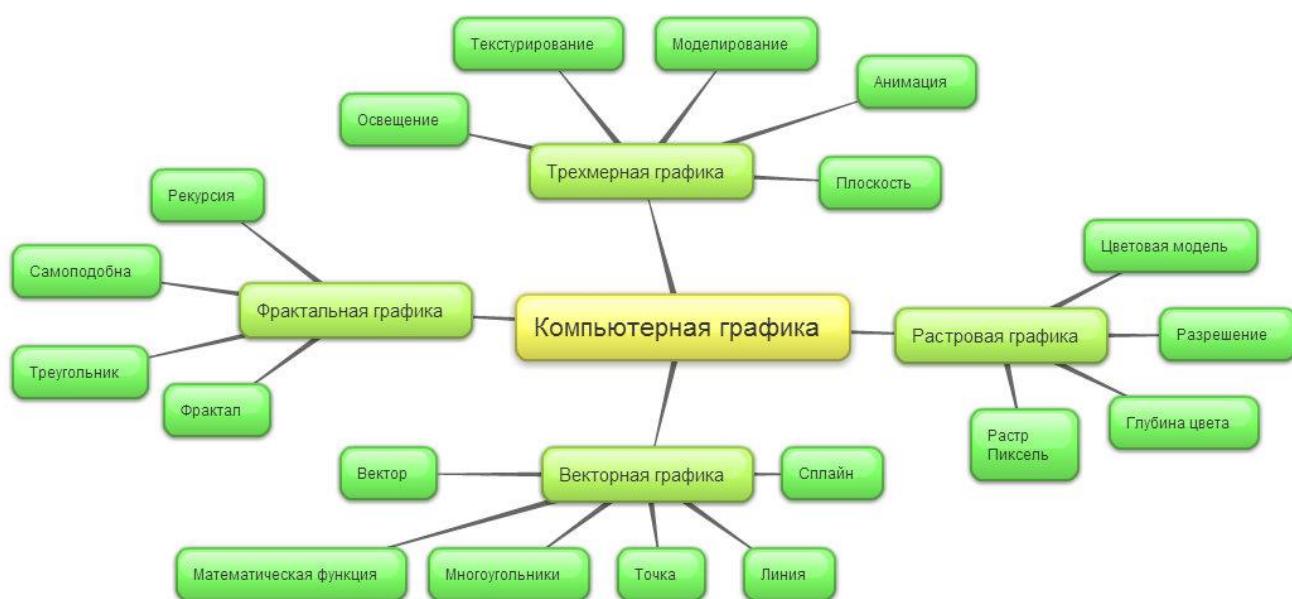 Текстурирование
Моделирование
Анимация
Освещение
Трехмерная графика
Плоскость
Рекурсия
Цветовая модель
Самоподобна
Фрактальная графика
Компьютерная графика
Растровая графика
Разрешение
Треугольник
Фрактал
Глубина цвета
Растр
Пиксель
Вектор
Векторная графика
Сплайн
Математическая функция
Многоугольники
Точка
Линия